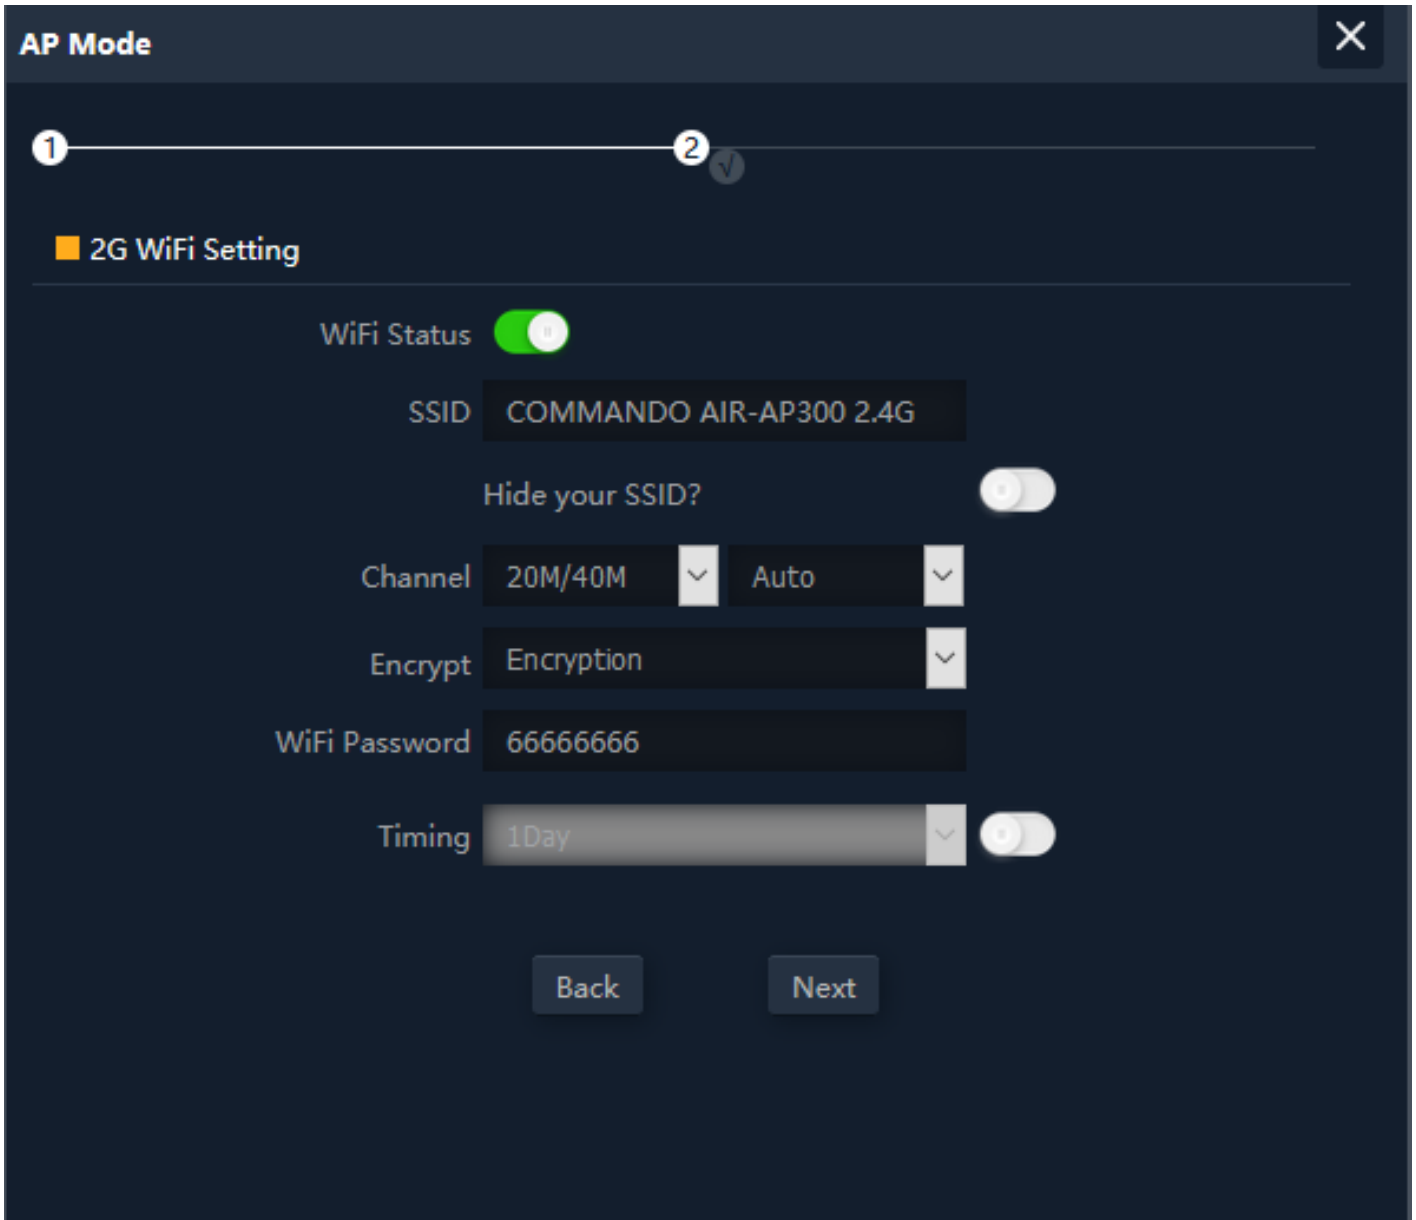 AP Mode
1
2
√
2G WiFi Setting
WiFi Status
SSID COMMANDO AIR-AP300 2.4G
Hide your SSID?
Channel 20M/40M Auto
Encrypt Encryption
WiFi Password 66666666
Timing 1Day
Back Next